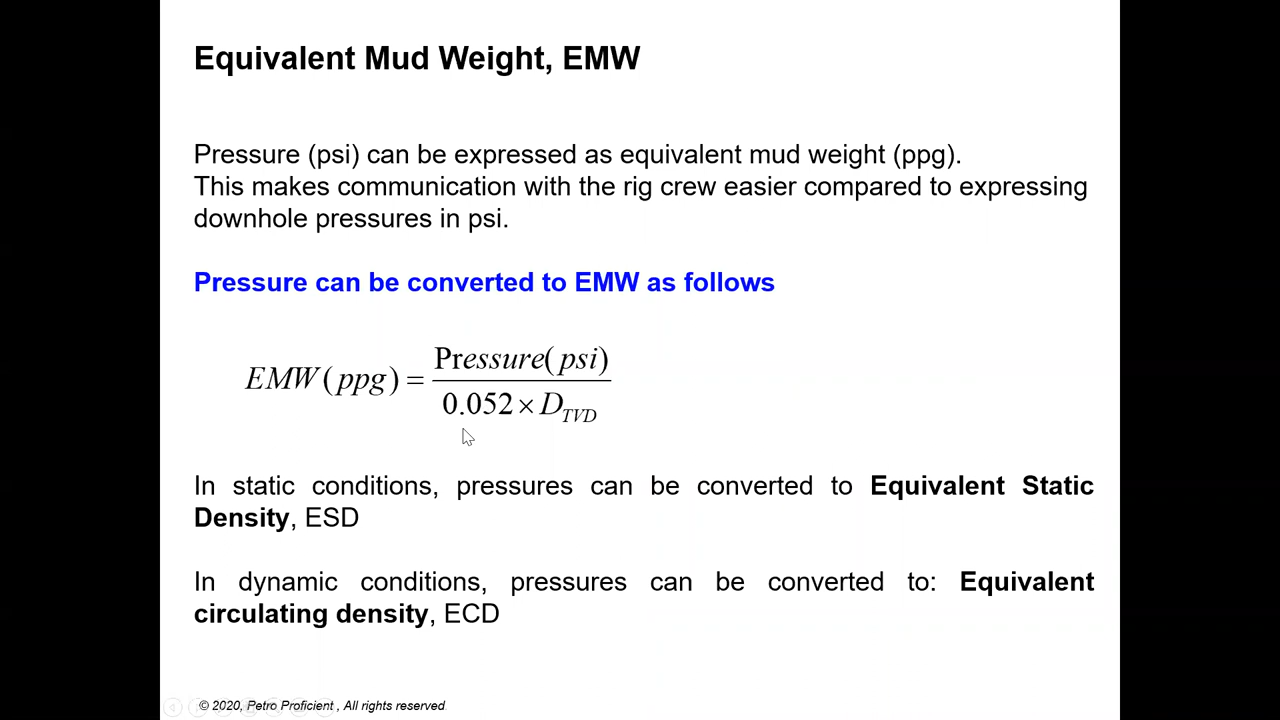 Equivalent Mud Weight, EMW
Pressure (psi) can be expressed as equivalent mud weight (ppg).
This makes communication with the rig crew easier compared to expressing
downhole pressures in psi.
Pressure can be converted to EMW as follows
EMW(ppg) = Pressure(psi) / 0.052 × D_TVD
In static conditions, pressures can be converted to Equivalent Static
Density, ESD
In dynamic conditions, pressures can be converted to: Equivalent
circulating density, ECD
© 2020, Petro Proficient , All rights reserved